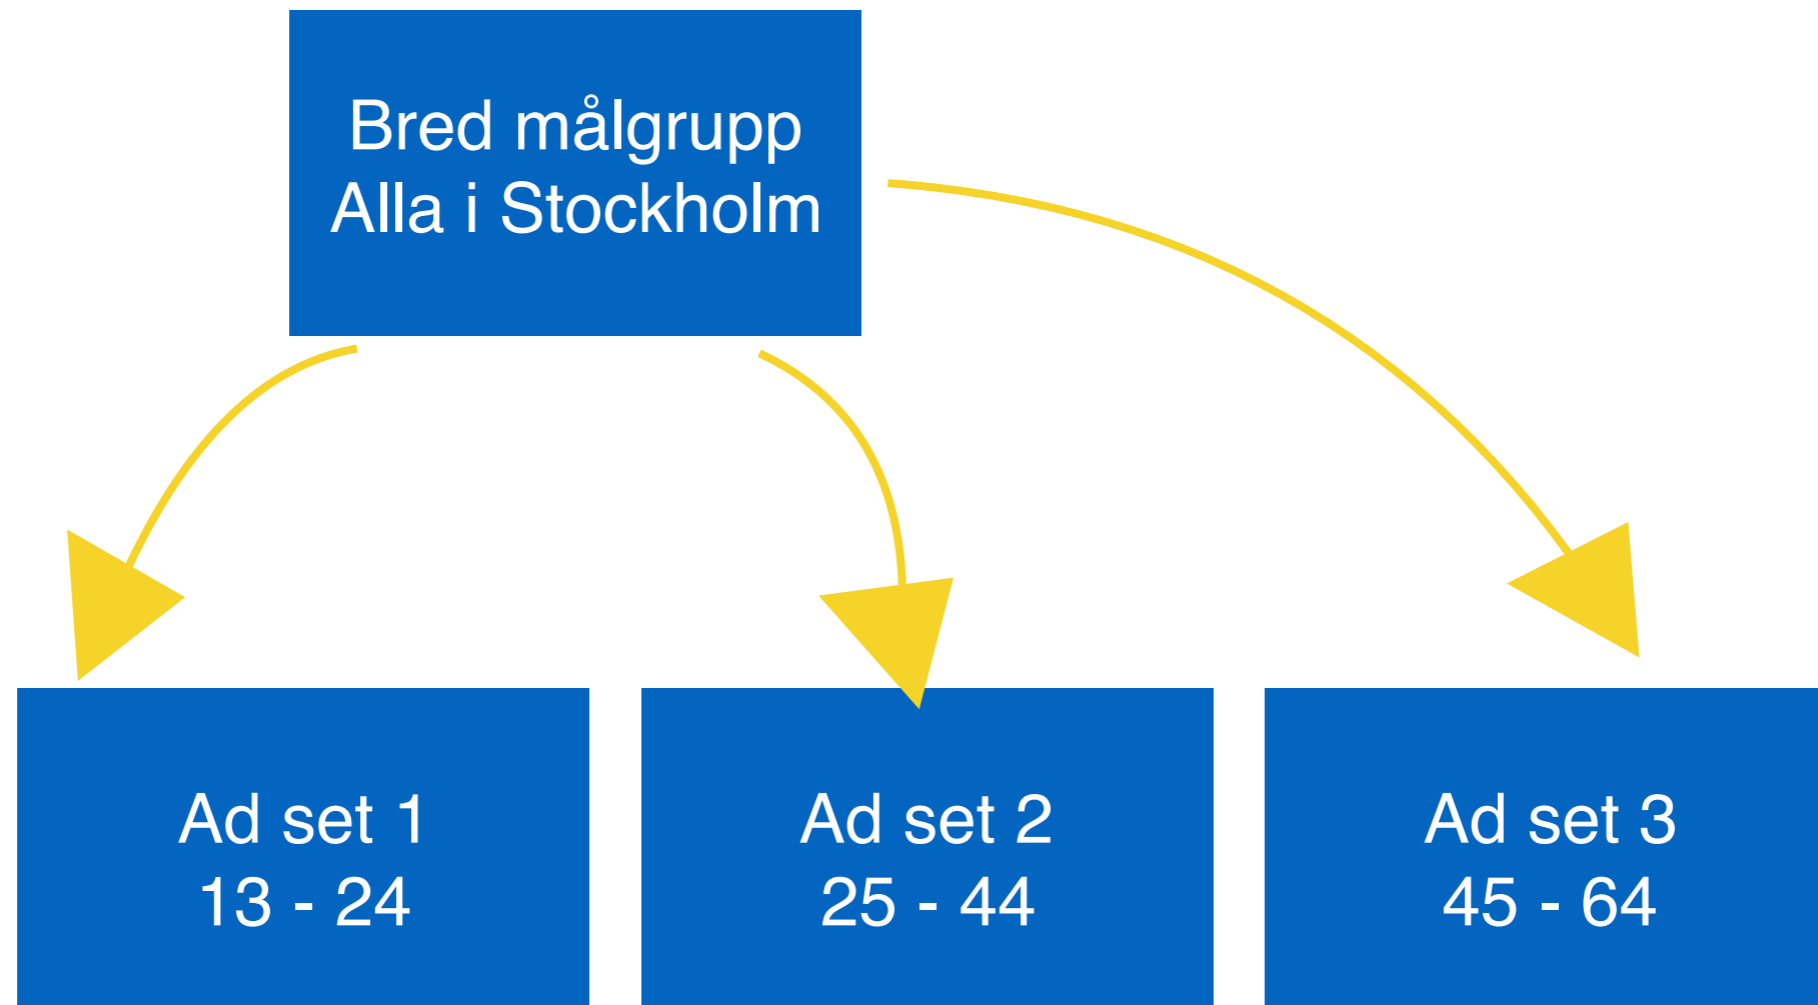 Bred målgrupp
Alla i Stockholm
Ad set 1
13 - 24
Ad set 2
25 - 44
Ad set 3
45 - 64